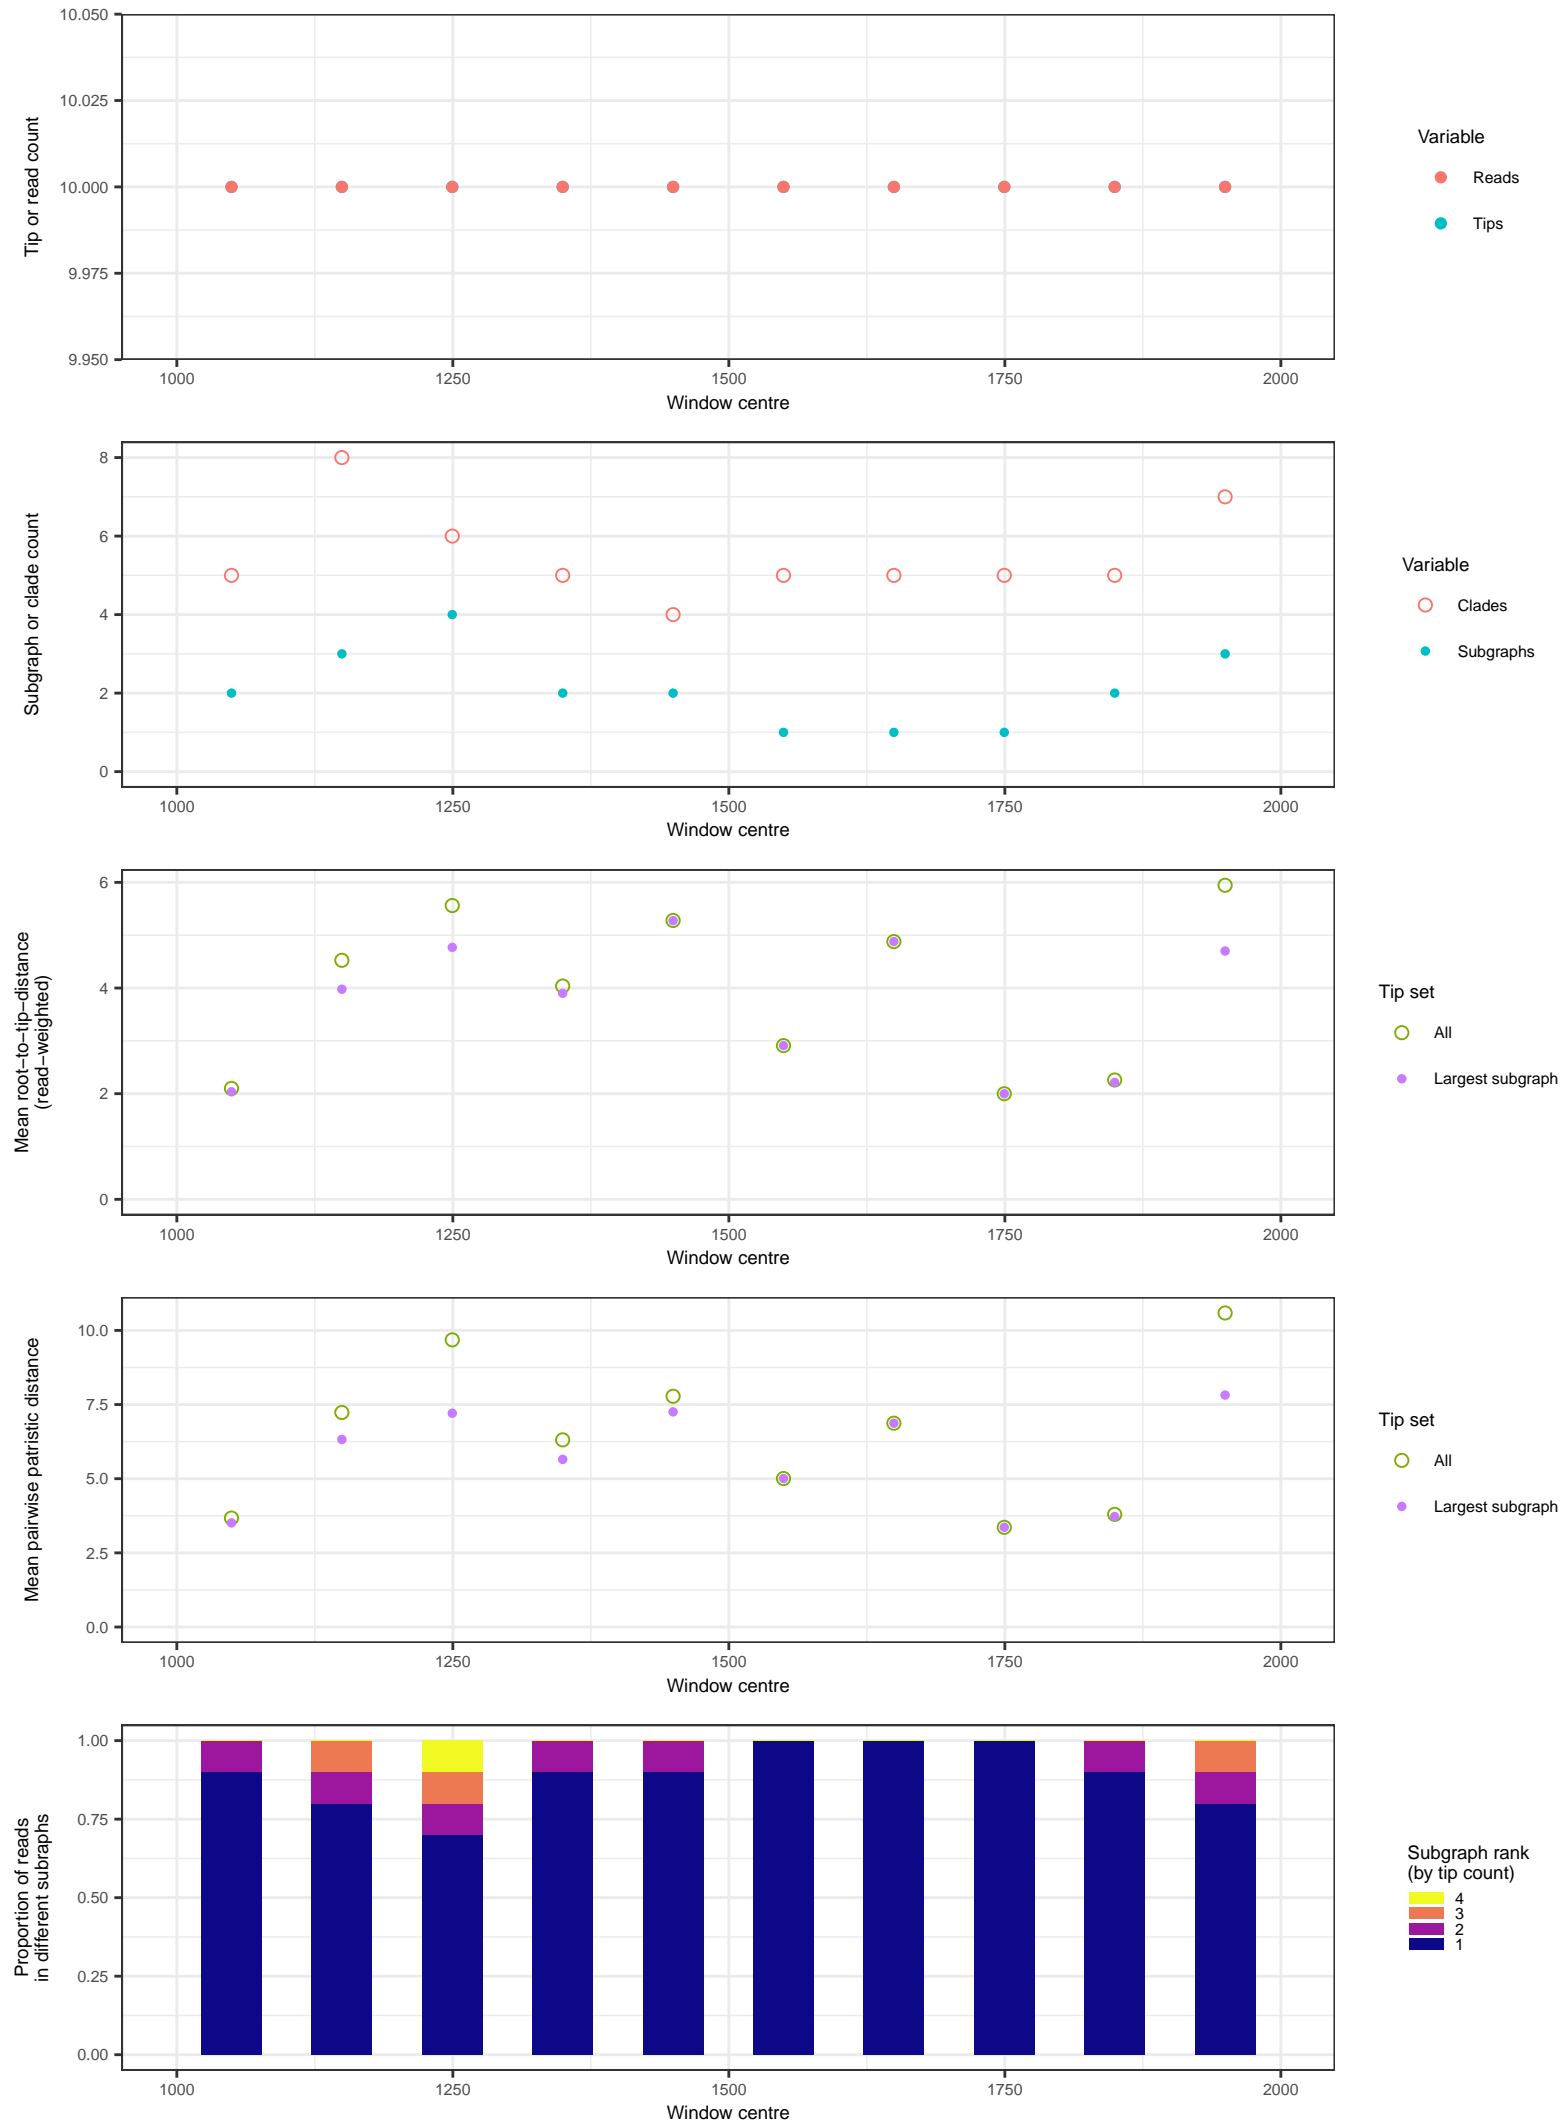 10.050
10.025
10.000
9.975
9.950
Tip or read count
1000 1250 1500 1750 2000
Window centre
Variable
Reads
Tips
8
6
4
2
0
Subgraph or clade count
1000 1250 1500 1750 2000
Window centre
Variable
Clades
Subgraphs
6
4
2
0
Mean root−to−tip−distance
(read−weighted)
1000 1250 1500 1750 2000
Window centre
Tip set
All
Largest subgraph
10.0
7.5
5.0
2.5
0.0
Mean pairwise patristic distance
1000 1250 1500 1750 2000
Window centre
Tip set
All
Largest subgraph
1.00
0.75
0.50
0.25
0.00
Proportion of reads
in different subraphs
1000 1250 1500 1750 2000
Window centre
Subgraph rank
(by tip count)
4
3
2
1